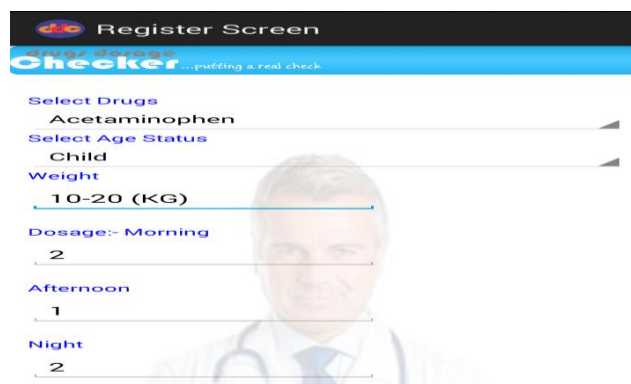 duc Register Screen
drugs dosage
Checker...putting a real check
Select Drugs
Acetaminophen
Select Age Status
Child
Weight
10-20 (KG)
Dosage:- Morning
2
Afternoon
1
Night
2